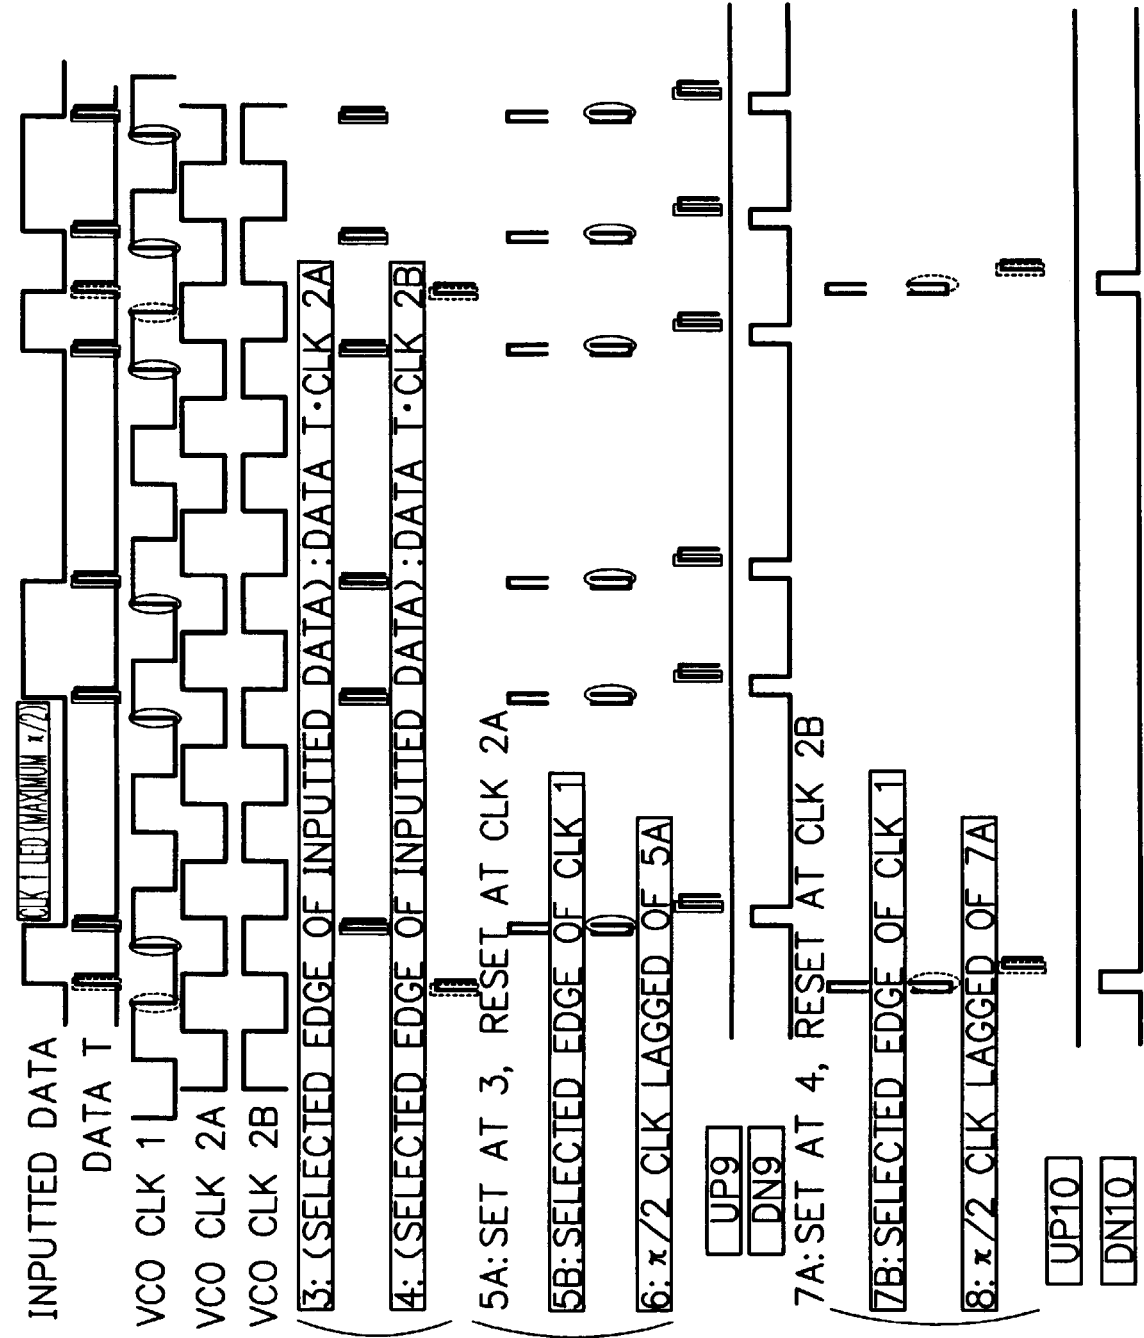 INPUTTED DATA
CLK 1 LED (MAXIMUM π/2)
DATA T
VCO CLK 1
VCO CLK 2A
VCO CLK 2B
3: (SELECTED EDGE OF INPUTTED DATA):DATA T·CLK 2A
4: (SELECTED EDGE OF INPUTTED DATA):DATA T·CLK 2B
5A:SET AT 3, RESET AT CLK 2A
5B:SELECTED EDGE OF CLK 1
6: π/2 CLK LAGGED OF 5A
UP9
DN9
7A:SET AT 4, RESET AT CLK 2B
7B:SELECTED EDGE OF CLK 1
8: π/2 CLK LAGGED OF 7A
UP10
DN10